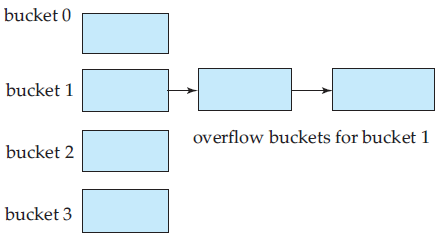 bucket 0
bucket 1
overflow buckets for bucket 1
bucket 2
bucket 3